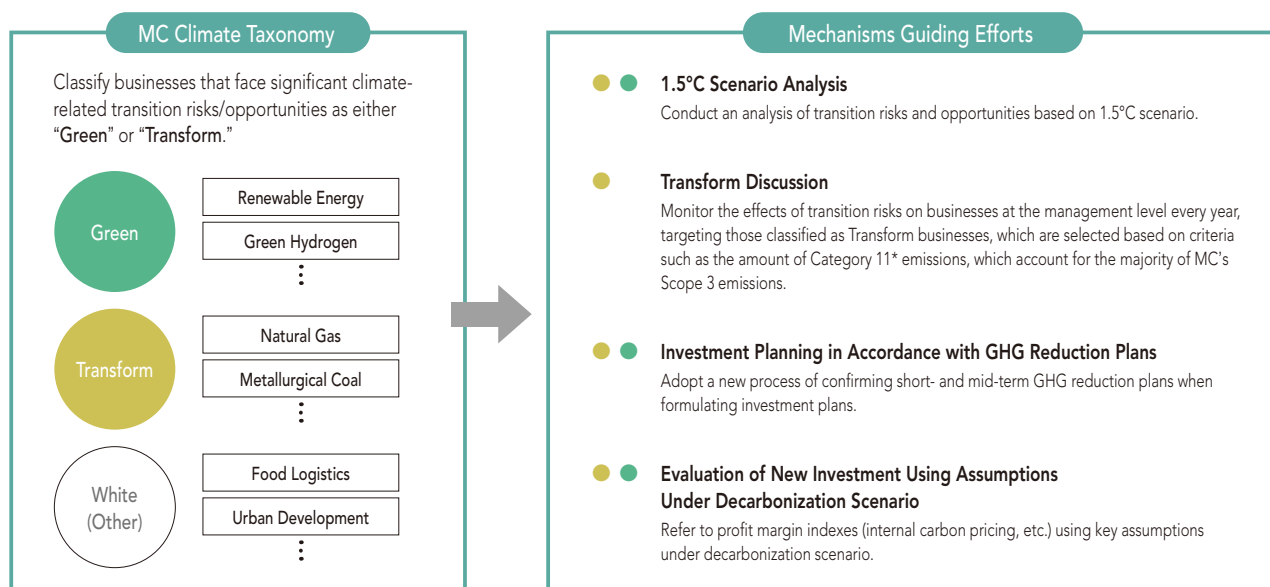 MC Climate Taxonomy
Classify businesses that face significant climate-
related transition risks/opportunities as either
“Green” or “Transform.”
Green
Renewable Energy
Green Hydrogen
Transform
Natural Gas
Metallurgical Coal
White
(Other)
Food Logistics
Urban Development
Mechanisms Guiding Efforts
1.5°C Scenario Analysis
Conduct an analysis of transition risks and opportunities based on 1.5°C scenario.
Transform Discussion
Monitor the effects of transition risks on businesses at the management level every year,
targeting those classified as Transform businesses, which are selected based on criteria
such as the amount of Category 11* emissions, which account for the majority of MC’s
Scope 3 emissions.
Investment Planning in Accordance with GHG Reduction Plans
Adopt a new process of confirming short- and mid-term GHG reduction plans when
formulating investment plans.
Evaluation of New Investment Using Assumptions
Under Decarbonization Scenario
Refer to profit margin indexes (internal carbon pricing, etc.) using key assumptions
under decarbonization scenario.